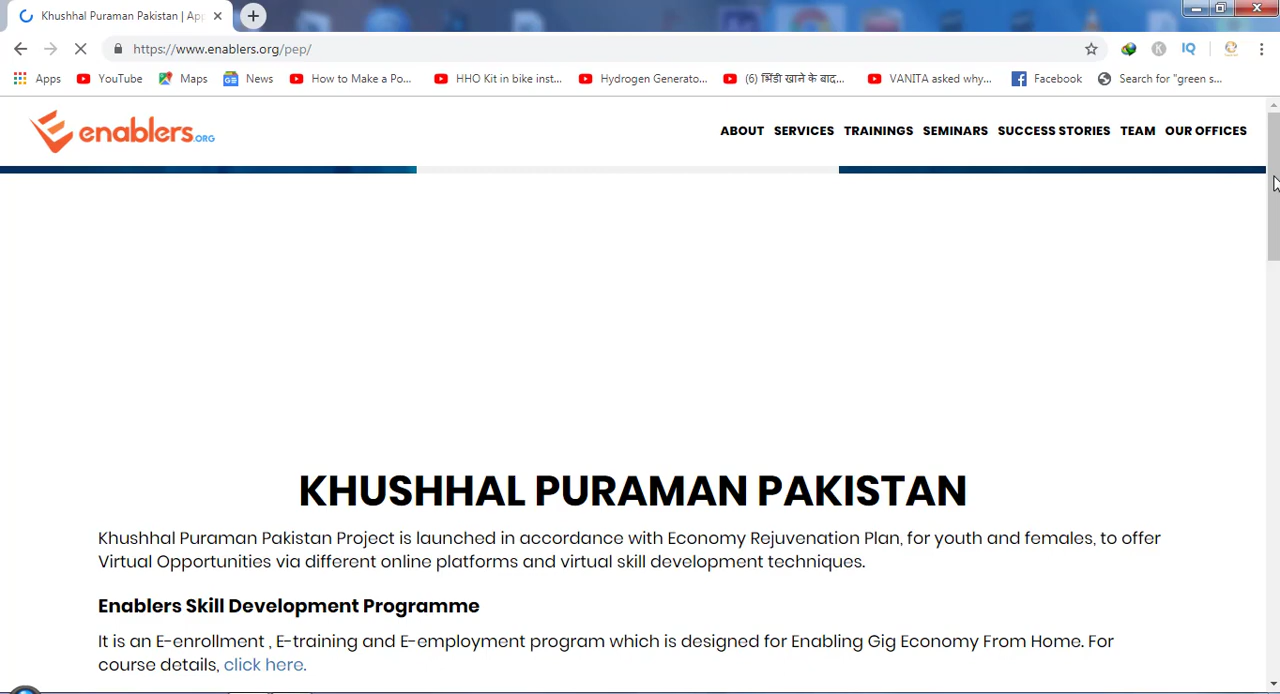 Khushhal Puraman Pakistan | App
https://www.enablers.org/pep/
Apps YouTube Maps News How to Make a Po... HHO Kit in bike inst... Hydrogen Generato... (6) भिंडी खाने के बाद... VANITA asked why... Facebook Search for "green s...
enablers.ORG
ABOUT SERVICES TRAININGS SEMINARS SUCCESS STORIES TEAM OUR OFFICES
KHUSHHAL PURAMAN PAKISTAN
Khushhal Puraman Pakistan Project is launched in accordance with Economy Rejuvenation Plan, for youth and females, to offer
Virtual Opportunities via different online platforms and virtual skill development techniques.
Enablers Skill Development Programme
It is an E-enrollment , E-training and E-employment program which is designed for Enabling Gig Economy From Home. For
course details, click here.